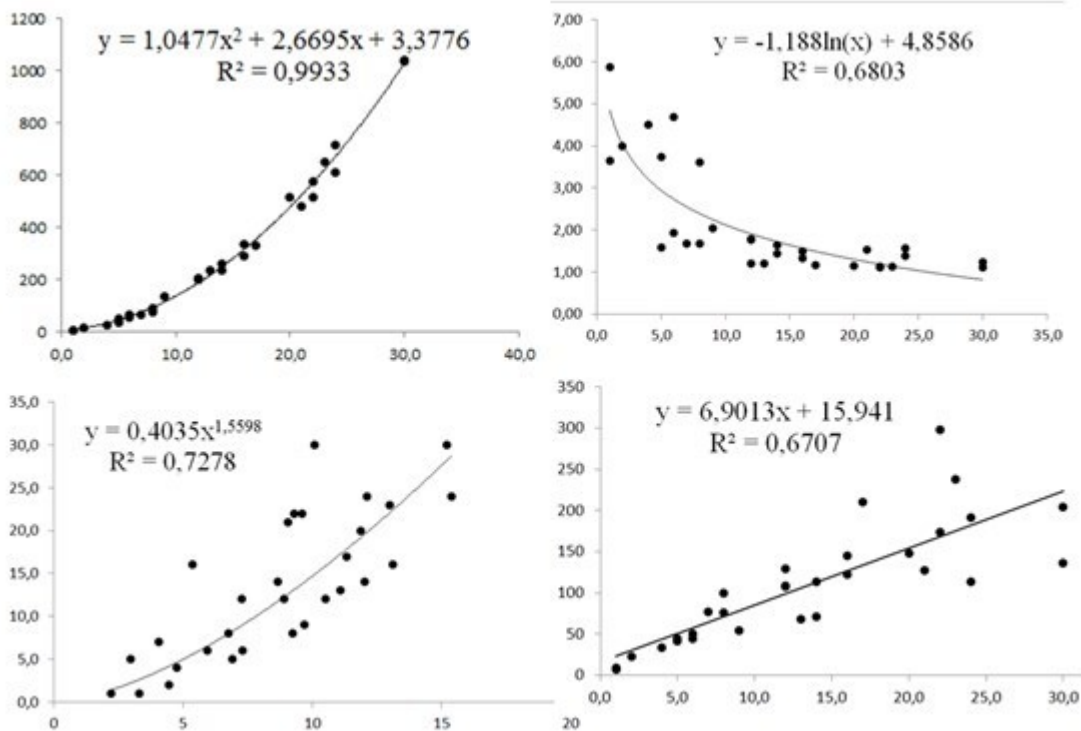 y = 1,0477x² + 2,6695x + 3,3776
R² = 0,9933
1200
1000
800
600
400
200
0
0,0 10,0 20,0 30,0 40,0
y = -1,188ln(x) + 4,8586
R² = 0,6803
7,00
6,00
5,00
4,00
3,00
2,00
1,00
0,00
0,0 5,0 10,0 15,0 20,0 25,0 30,0 35,0
y = 0,4035x^1,5598
R² = 0,7278
35,0
30,0
25,0
20,0
15,0
10,0
5,0
0,0
0 5 10 15 20
y = 6,9013x + 15,941
R² = 0,6707
350
300
250
200
150
100
50
0
0,0 5,0 10,0 15,0 20,0 25,0 30,0